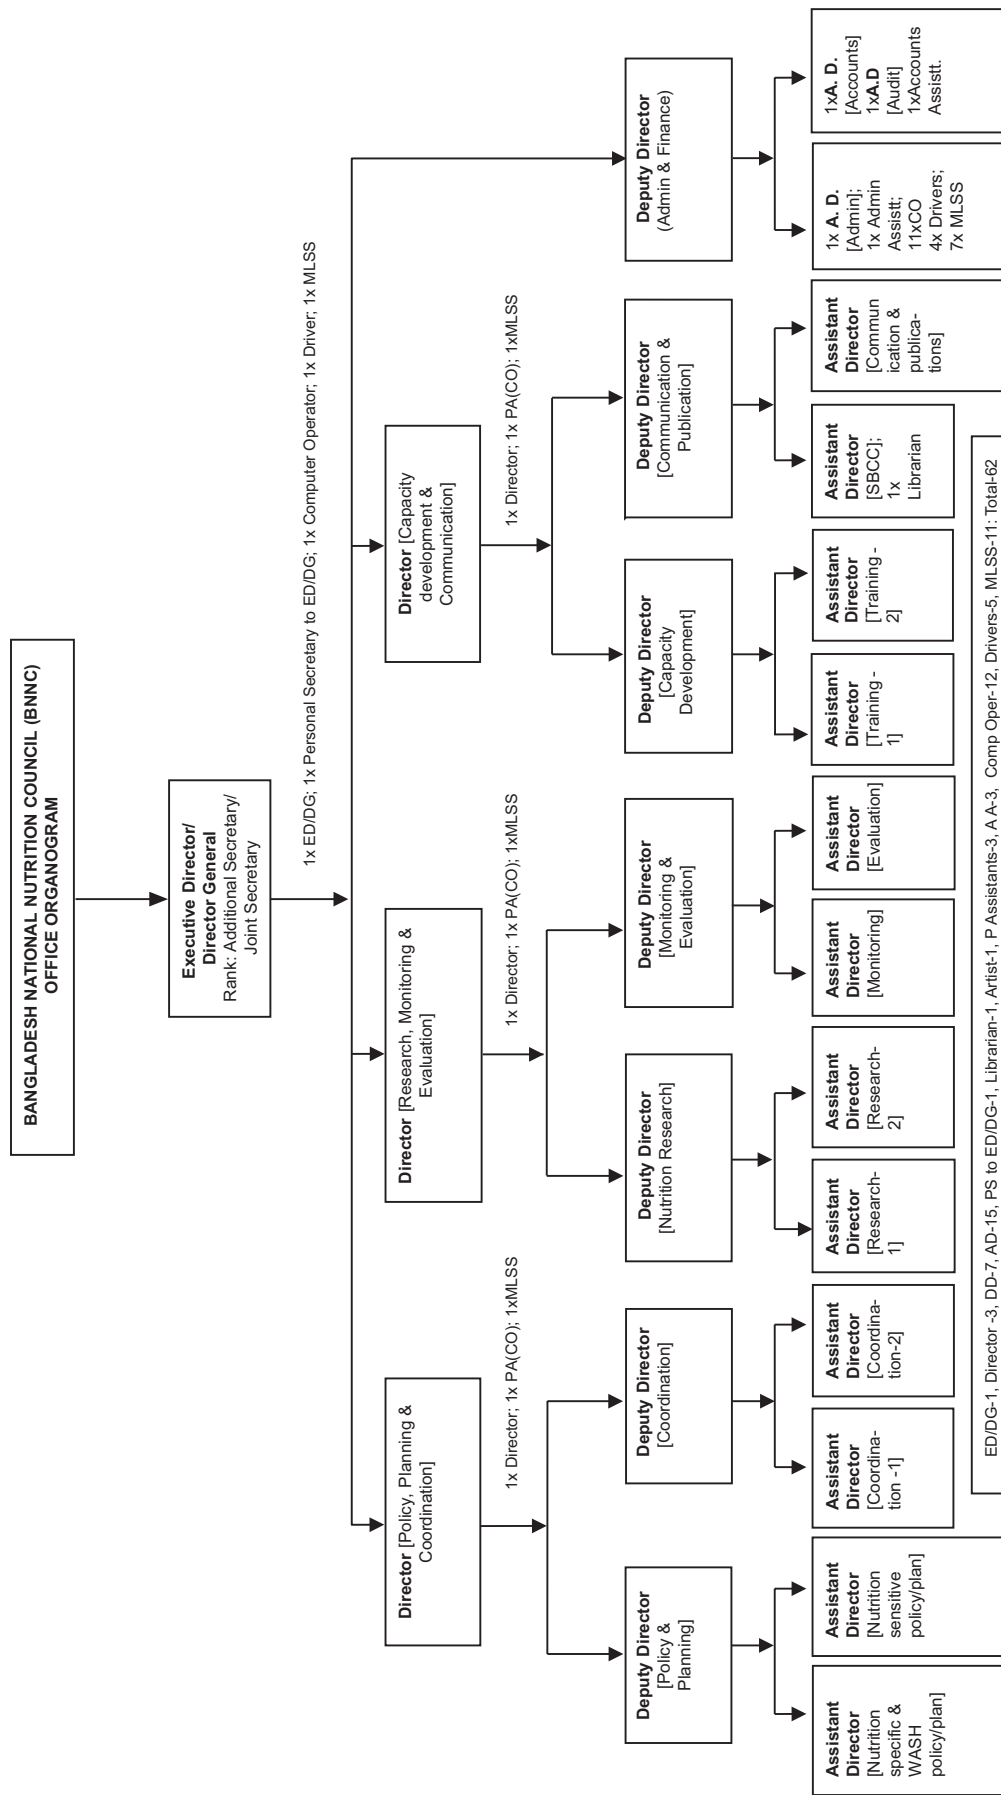 BANGLADESH NATIONAL NUTRITION COUNCIL (BNNC)
OFFICE ORGANOGRAM
Executive Director/
Director General
Rank: Additional Secretary/
Joint Secretary
1x ED/DG; 1x Personal Secretary to ED/DG; 1x Computer Operator; 1x Driver; 1x MLSS
Director [Policy, Planning &
Coordination]
Director [Research, Monitoring &
Evaluation]
Director [Capacity
development &
Communication]
1x Director; 1x PA(CO); 1xMLSS
1x Director; 1x PA(CO); 1xMLSS
1x Director; 1x PA(CO); 1xMLSS
Deputy Director
[Policy &
Planning]
Deputy Director
[Coordination]
Deputy Director
[Nutrition Research]
Deputy Director
[Monitoring &
Evaluation]
Deputy Director
[Capacity
Development]
Deputy Director
[Communication &
Publication]
Deputy Director
(Admin & Finance)
Assistant
Director
[Nutrition
specific &
WASH
policy/plan]
Assistant
Director
[Nutrition
sensitive
policy/plan]
Assistant
Director
[Coordina-
tion -1]
Assistant
Director
[Coordina-
tion-2]
Assistant
Director
[Research-
1]
Assistant
Director
[Research-
2]
Assistant
Director
[Monitoring]
Assistant
Director
[Evaluation]
Assistant
Director
[Training -
1]
Assistant
Director
[Training -
2]
Assistant
Director
[SBCC];
1x
Librarian
Assistant
Director
[Commun
ication &
publica-
tions]
1x A. D.
[Admin];
1x Admin
Assistt;
11xCO
4x Drivers;
7x MLSS
1xA. D.
[Accounts]
1xA.D
[Audit]
1xAccounts
Assistt.
ED/DG-1, Director -3, DD-7, AD-15, PS to ED/DG-1, Librarian-1, Artist-1, P Assistants-3, A A-3, Comp Oper-12, Drivers-5, MLSS-11: Total-62